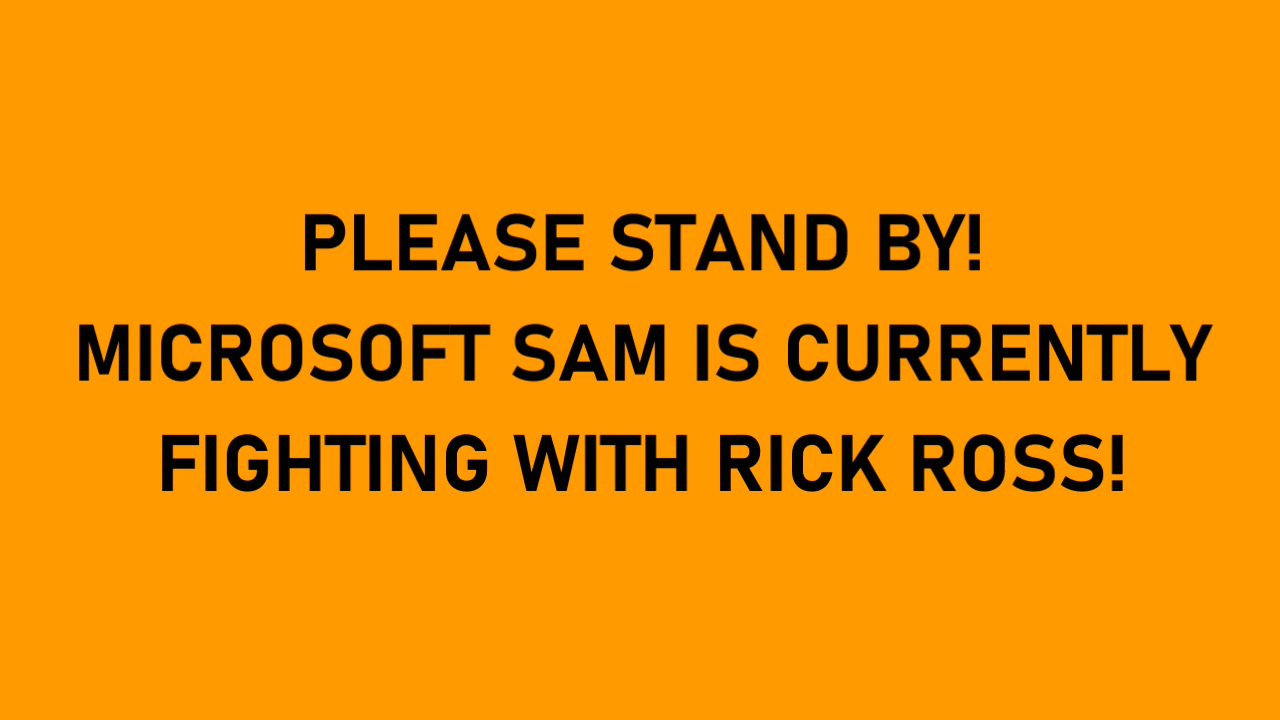 PLEASE STAND BY!
MICROSOFT SAM IS CURRENTLY
FIGHTING WITH RICK ROSS!